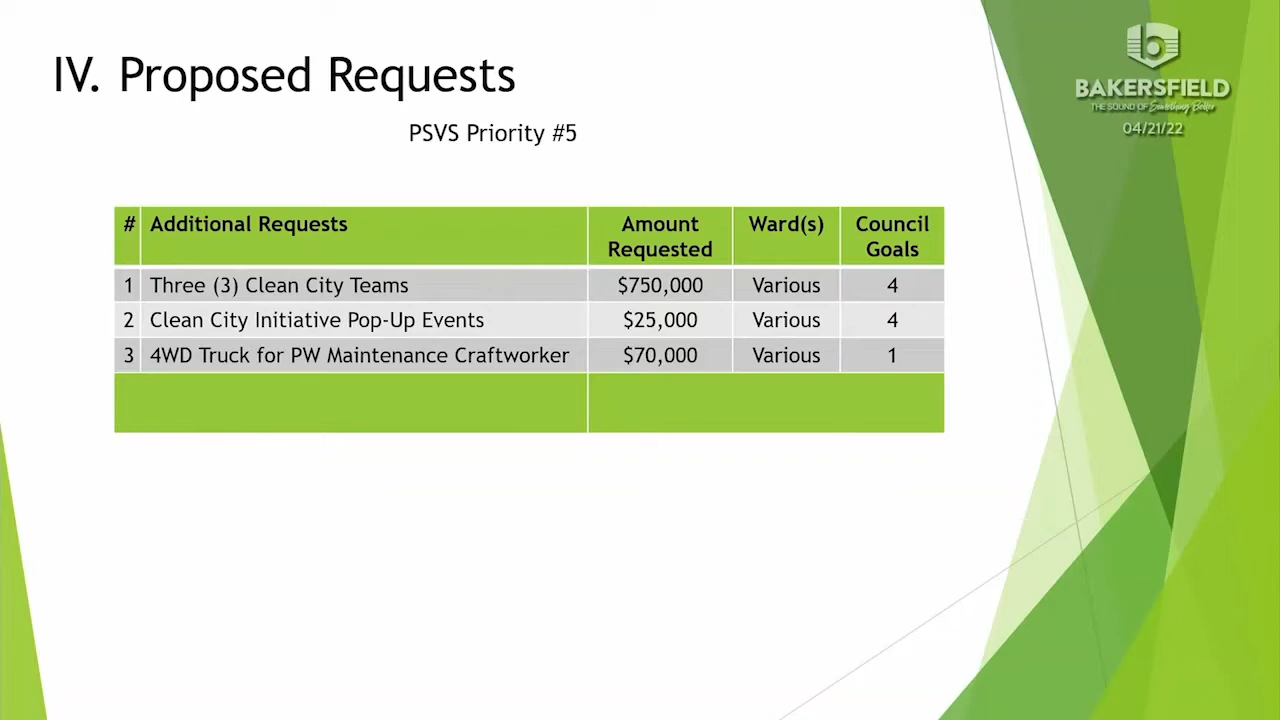 IV. Proposed Requests
PSVS Priority #5
BAKERSFIELD
THE SOUND OF Something Better
04/21/22
# Additional Requests Amount Requested Ward(s) Council Goals
1 Three (3) Clean City Teams $750,000 Various 4
2 Clean City Initiative Pop-Up Events $25,000 Various 4
3 4WD Truck for PW Maintenance Craftworker $70,000 Various 1